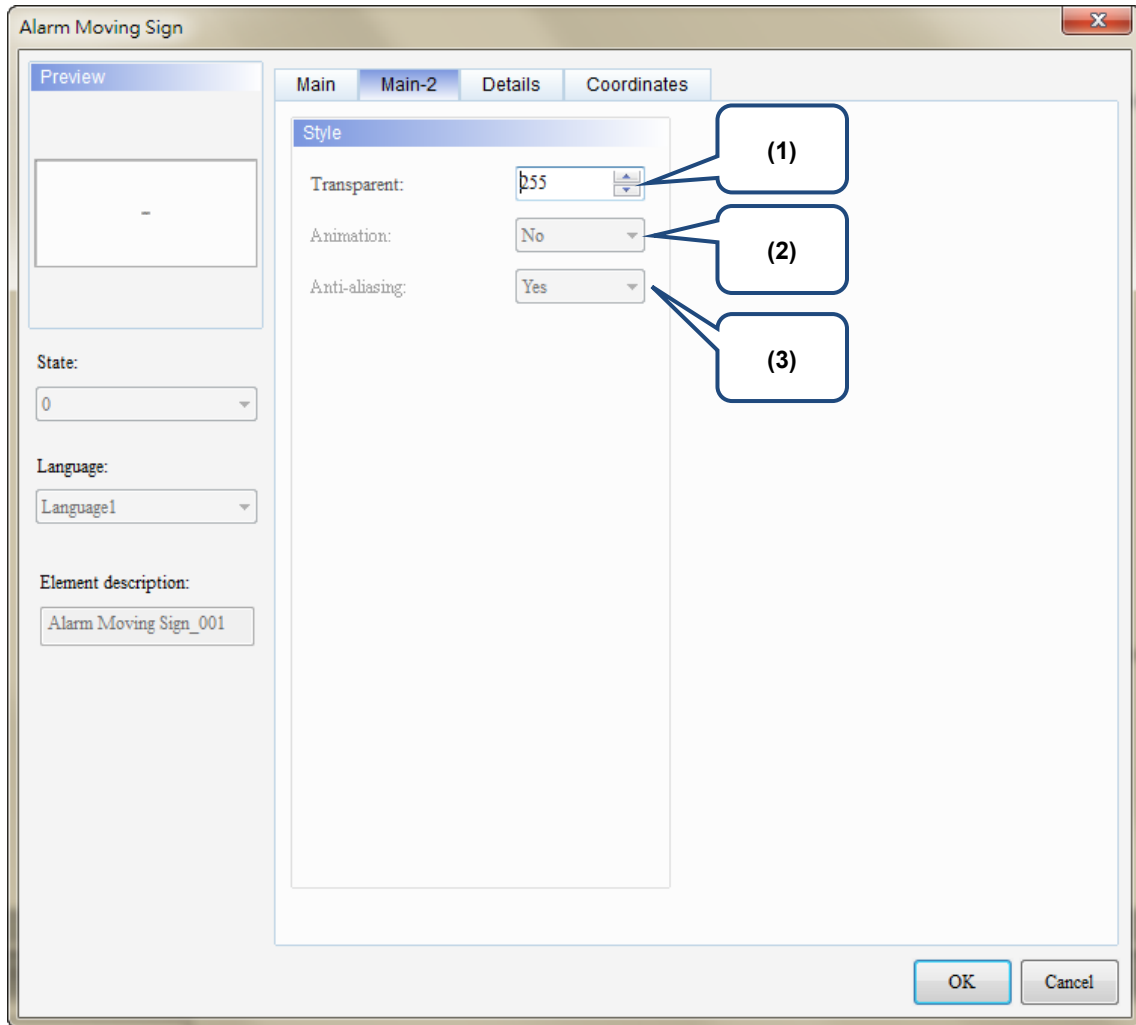 Alarm Moving Sign
Preview
-
State:
0
Language:
Language1
Element description:
Alarm Moving Sign_001
Main Main-2 Details Coordinates
Style
Transparent: 255
Animation: No
Anti-aliasing: Yes
(1)
(2)
(3)
OK Cancel